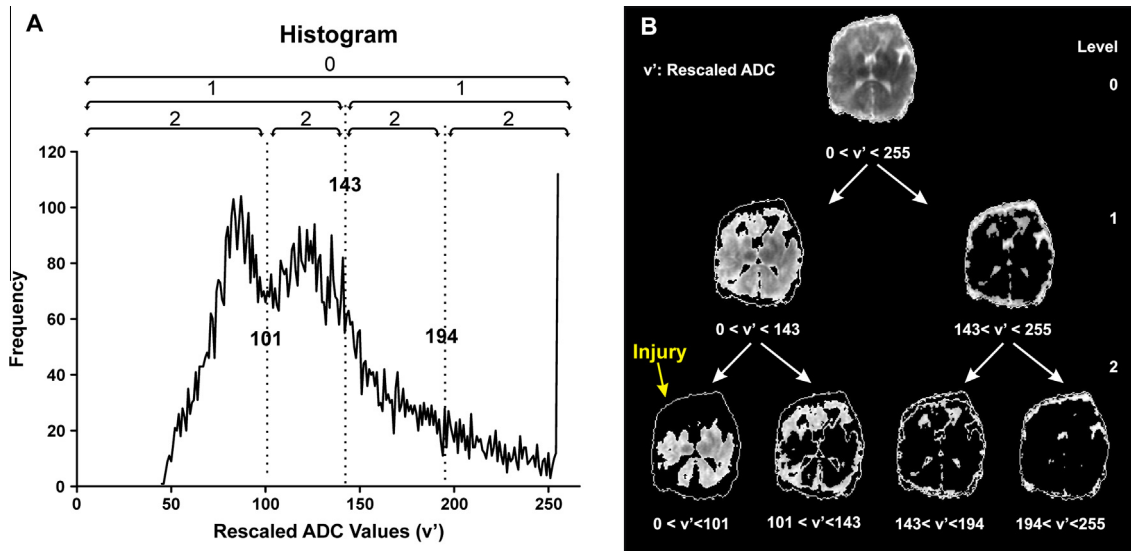 A
Histogram
0
1 1
2 2 2 2
120
100
80
60
40
20
0
Frequency
143
101
194
0 50 100 150 200 250
Rescaled ADC Values (v')
B
Level
v': Rescaled ADC
0
0 < v' < 255
1
0 < v' < 143
143< v' < 255
Injury
2
0 < v'<101
101 < v'<143
143< v'<194
194< v'<255